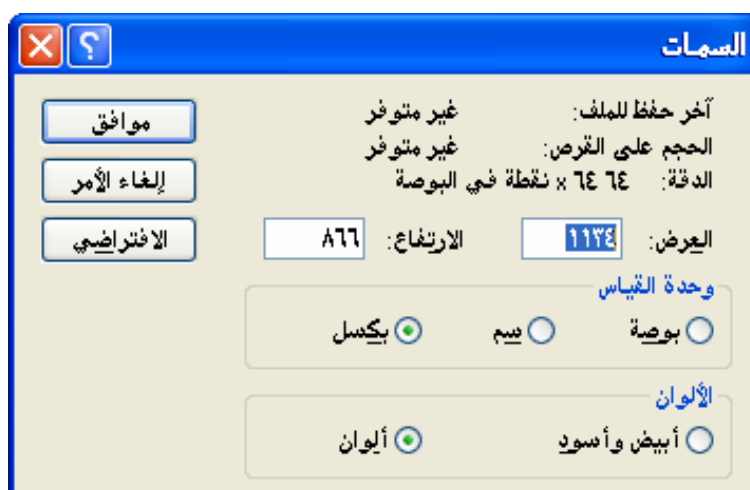 السمات
آخر حفظ للملف: غير متوفر
موافق
الحجم على القرص: غير متوفر
الدقة: ٦٤ x ٦٤ نقطة في البوصة
إلغاء الأمر
العرض: ١١٣٤ الارتفاع: ٨٦٦
الافتراضي
وحدة القياس
بوصة سم بكسل
الألوان
أبيض وأسود ألوان